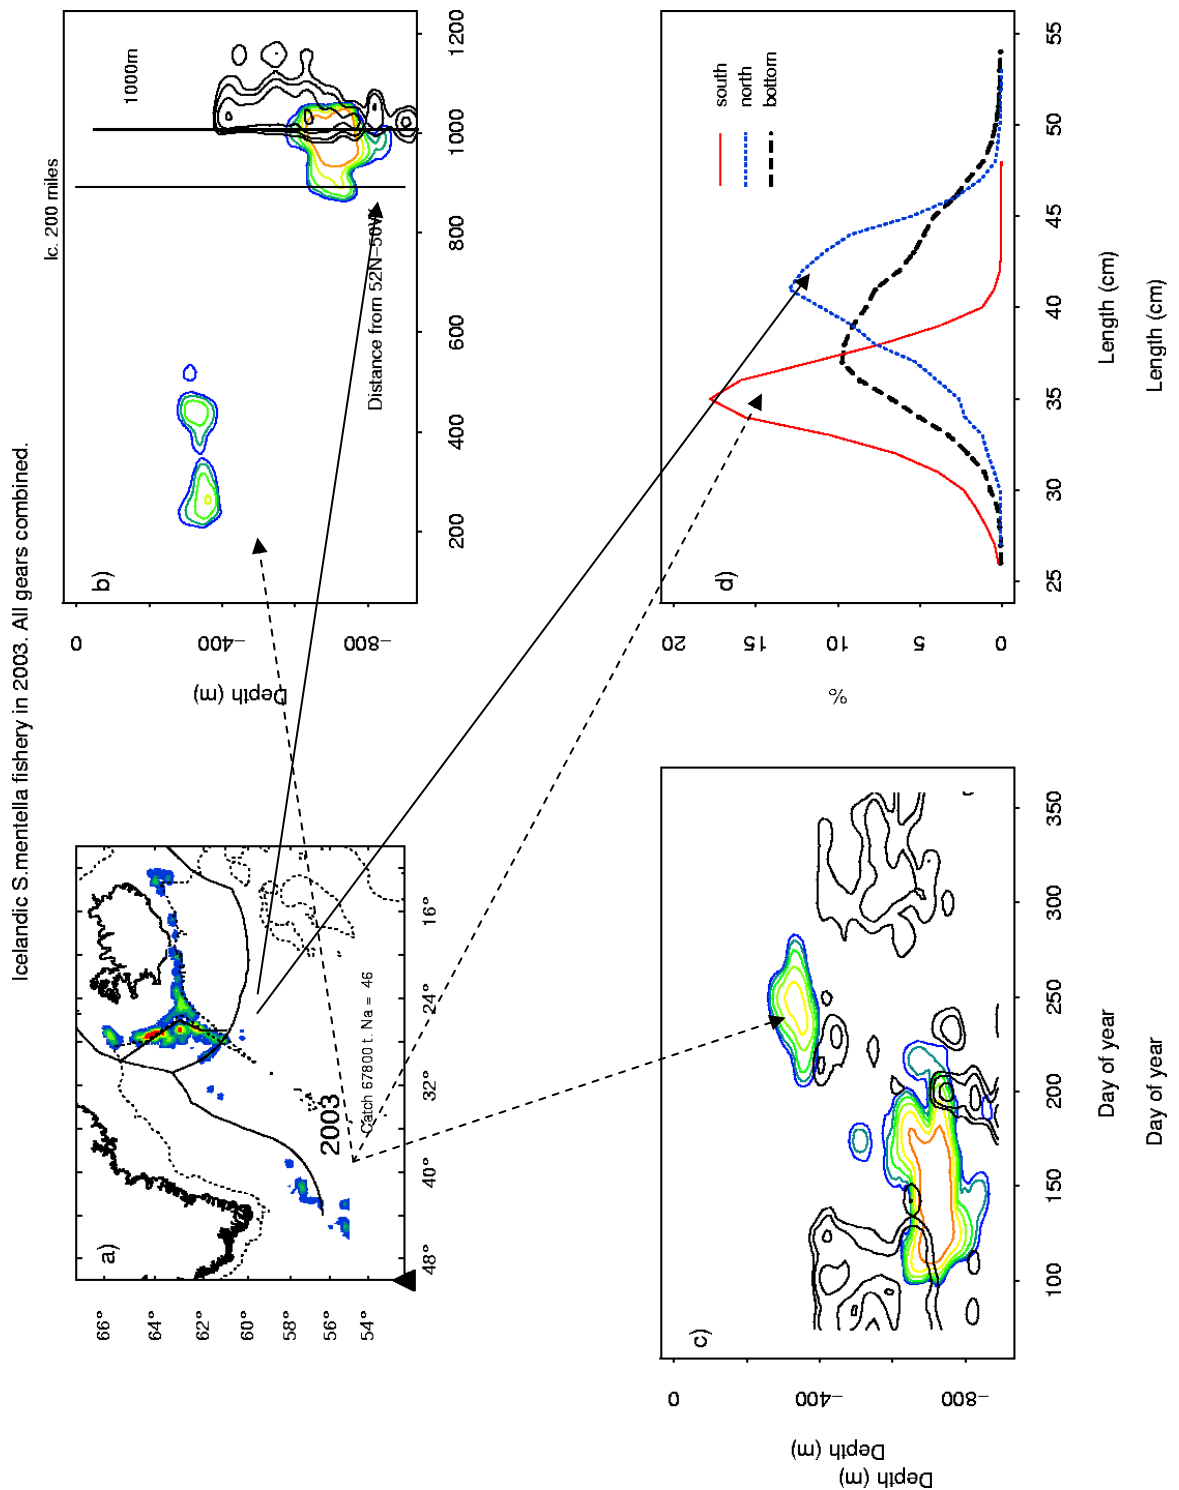 Icelandic S.mentella fishery in 2003. All gears combined.
a)
66°
64°
62°
60°
58°
56°
54°
48°
40°
32°
24°
16°
2003
Catch 67800 t. Na = 46
b)
Ic. 200 miles
1000m
Depth (m)
0
−400
−800
200
400
600
800
1000
1200
Distance from 52N−50W
c)
Depth (m)
Depth (m)
0
−400
−800
100
150
200
250
300
350
Day of year
Day of year
d)
south
north
bottom
%
20
15
10
5
0
25
30
35
40
45
50
55
Length (cm)
Length (cm)